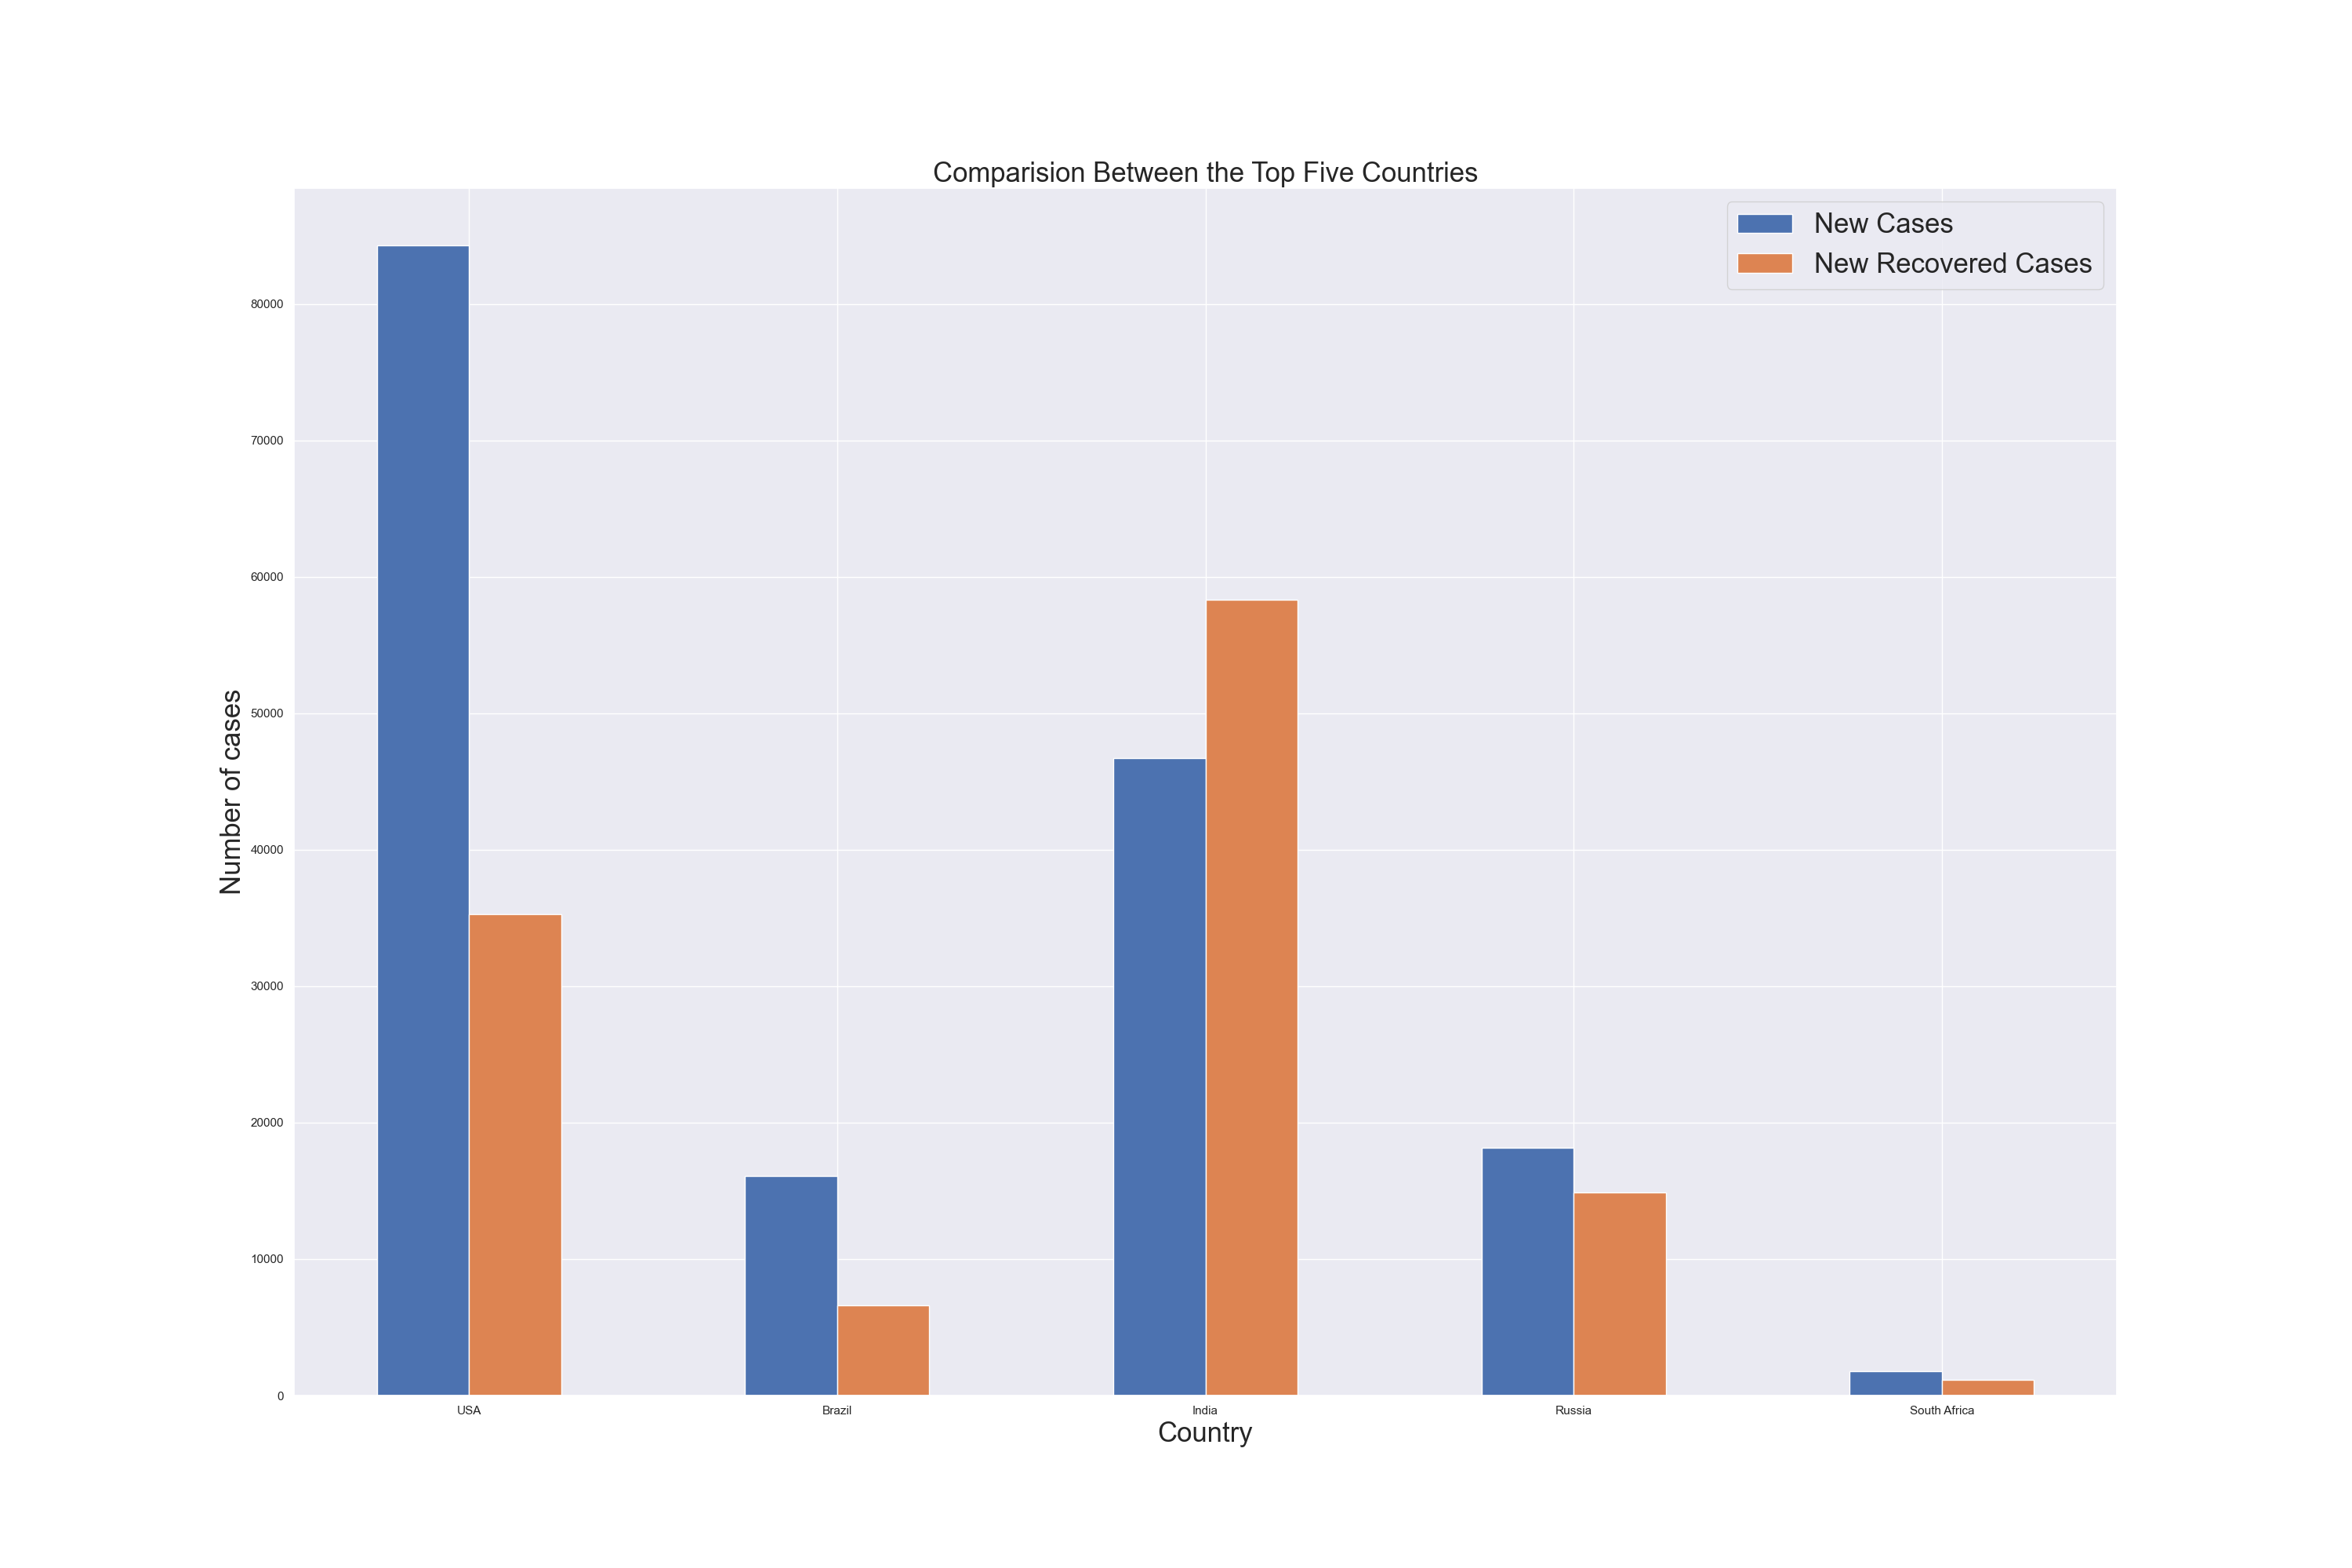 Comparision Between the Top Five Countries
New Cases
New Recovered Cases
80000
70000
60000
50000
40000
30000
20000
10000
0
Number of cases
USA
Brazil
India
Russia
South Africa
Country